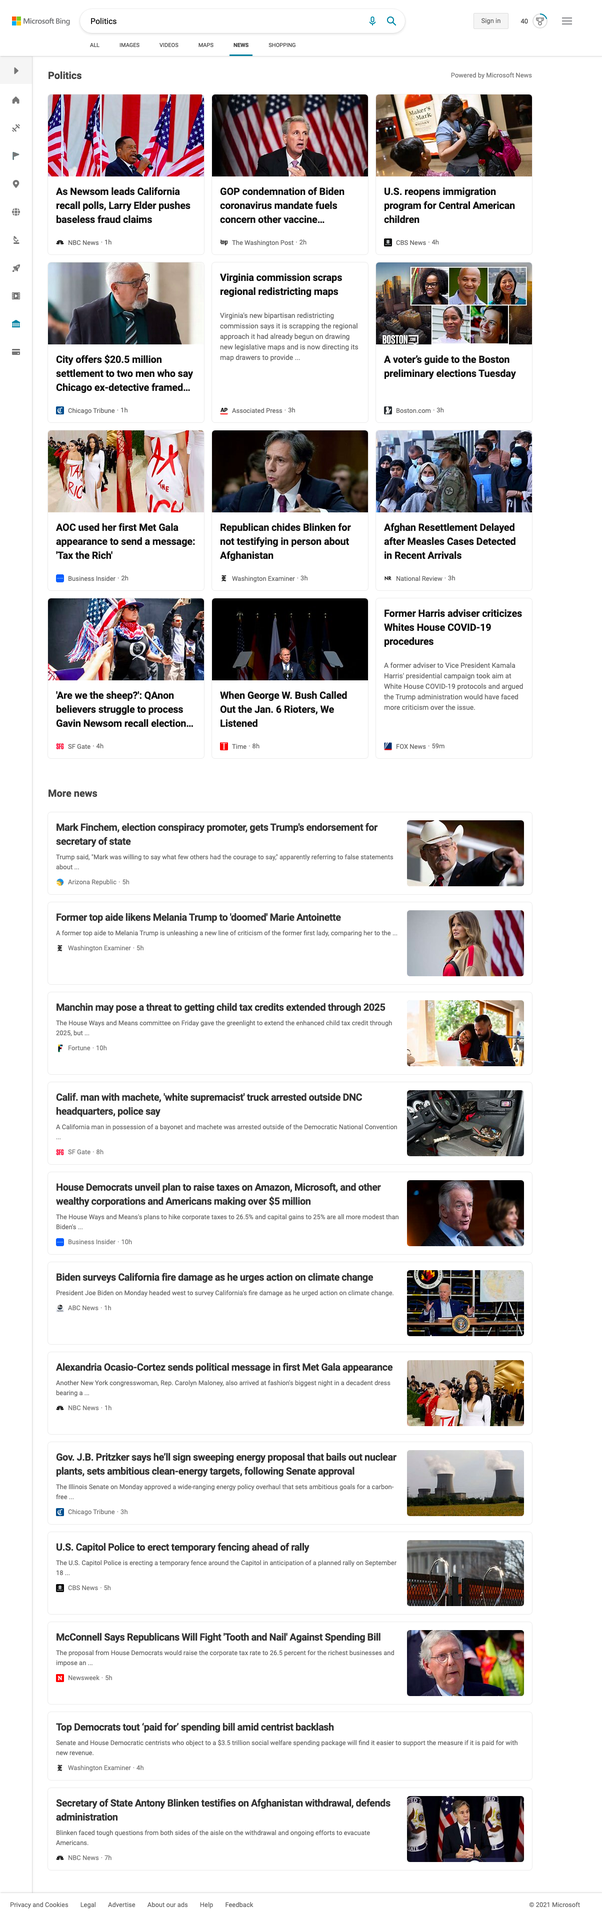 Microsoft Bing
Politics
Sign in
40
ALL
IMAGES
VIDEOS
MAPS
NEWS
SHOPPING
Politics
Powered by Microsoft News
As Newsom leads California
recall polls, Larry Elder pushes
baseless fraud claims
NBC News · 1h
GOP condemnation of Biden
coronavirus mandate fuels
concern other vaccine...
wp
The Washington Post · 2h
Maker's
Mark
U.S. reopens immigration
program for Central American
children
CBS News · 4h
City offers $20.5 million
settlement to two men who say
Chicago ex-detective framed...
Chicago Tribune · 1h
Virginia commission scraps
regional redistricting maps
Virginia's new bipartisan redistricting
commission says it is scrapping the regional
approach it had already begun on drawing
new legislative maps and is now directing its
map drawers to provide ...
AP
Associated Press · 3h
BOSTON
A voter's guide to the Boston
preliminary elections Tuesday
Boston.com · 3h
TAX
RIC
TAX
THE
AOC used her first Met Gala
appearance to send a message:
'Tax the Rich'
Business Insider · 2h
Republican chides Blinken for
not testifying in person about
Afghanistan
Washington Examiner · 3h
Afghan Resettlement Delayed
after Measles Cases Detected
in Recent Arrivals
NR
National Review · 3h
'Are we the sheep?': QAnon
believers struggle to process
Gavin Newsom recall election...
SF Gate · 4h
When George W. Bush Called
Out the Jan. 6 Rioters, We
Listened
Time · 8h
Former Harris adviser criticizes
Whites House COVID-19
procedures
A former adviser to Vice President Kamala
Harris' presidential campaign took aim at
White House COVID-19 protocols and argued
the Trump administration would have faced
more criticism over the issue.
FOX News · 59m
More news
Mark Finchem, election conspiracy promoter, gets Trump's endorsement for
secretary of state
Trump said, "Mark was willing to say what few others had the courage to say," apparently referring to false statements
about ...
Arizona Republic · 5h
Former top aide likens Melania Trump to 'doomed' Marie Antoinette
A former top aide to Melania Trump is unleashing a new line of criticism of the former first lady, comparing her to the ...
Washington Examiner · 5h
Manchin may pose a threat to getting child tax credits extended through 2025
The House Ways and Means committee on Friday gave the greenlight to extend the enhanced child tax credit through
2025, but ...
Fortune · 10h
Calif. man with machete, 'white supremacist' truck arrested outside DNC
headquarters, police say
A California man in possession of a bayonet and machete was arrested outside of the Democratic National Convention
...
SF Gate · 8h
House Democrats unveil plan to raise taxes on Amazon, Microsoft, and other
wealthy corporations and Americans making over $5 million
The House Ways and Means's plans to hike corporate taxes to 26.5% and capital gains to 25% are all more modest than
Biden's ...
Business Insider · 10h
Biden surveys California fire damage as he urges action on climate change
President Joe Biden on Monday headed west to survey California's fire damage as he urged action on climate change.
ABC News · 1h
Alexandria Ocasio-Cortez sends political message in first Met Gala appearance
Another New York congresswoman, Rep. Carolyn Maloney, also arrived at fashion's biggest night in a decadent dress
bearing a ...
NBC News · 1h
Gov. J.B. Pritzker says he'll sign sweeping energy proposal that bails out nuclear
plants, sets ambitious clean-energy targets, following Senate approval
The Illinois Senate on Monday approved a wide-ranging energy policy overhaul that sets ambitious goals for a carbon-
free ...
Chicago Tribune · 3h
U.S. Capitol Police to erect temporary fencing ahead of rally
The U.S. Capitol Police is erecting a temporary fence around the Capitol in anticipation of a planned rally on September
18 ...
CBS News · 5h
McConnell Says Republicans Will Fight 'Tooth and Nail' Against Spending Bill
The proposal from House Democrats would raise the corporate tax rate to 26.5 percent for the richest businesses and
impose an ...
N
Newsweek · 5h
Top Democrats tout ‘paid for’ spending bill amid centrist backlash
Senate and House Democratic centrists who object to a $3.5 trillion social welfare spending package will find it easier to support the measure if it is paid for with
new revenue.
Washington Examiner · 4h
Secretary of State Antony Blinken testifies on Afghanistan withdrawal, defends
administration
Blinken faced tough questions from both sides of the aisle on the withdrawal and ongoing efforts to evacuate
Americans.
NBC News · 7h
Privacy and Cookies
Legal
Advertise
About our ads
Help
Feedback
© 2021 Microsoft